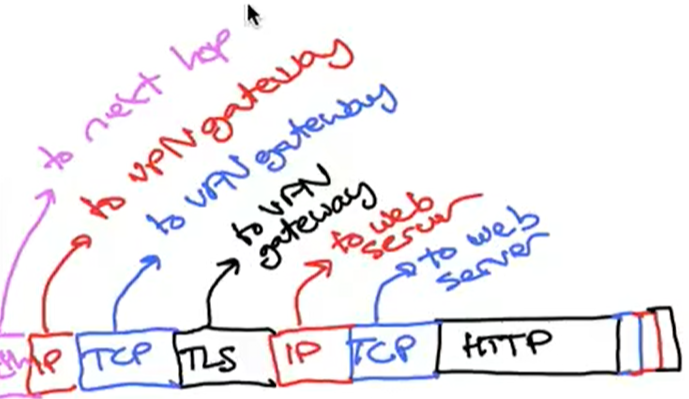 to next hop
to VPN gateway
to VPN gateway
to VPN
gateway
to web
server
to web
server
IP TCP TLS IP TCP HTTP